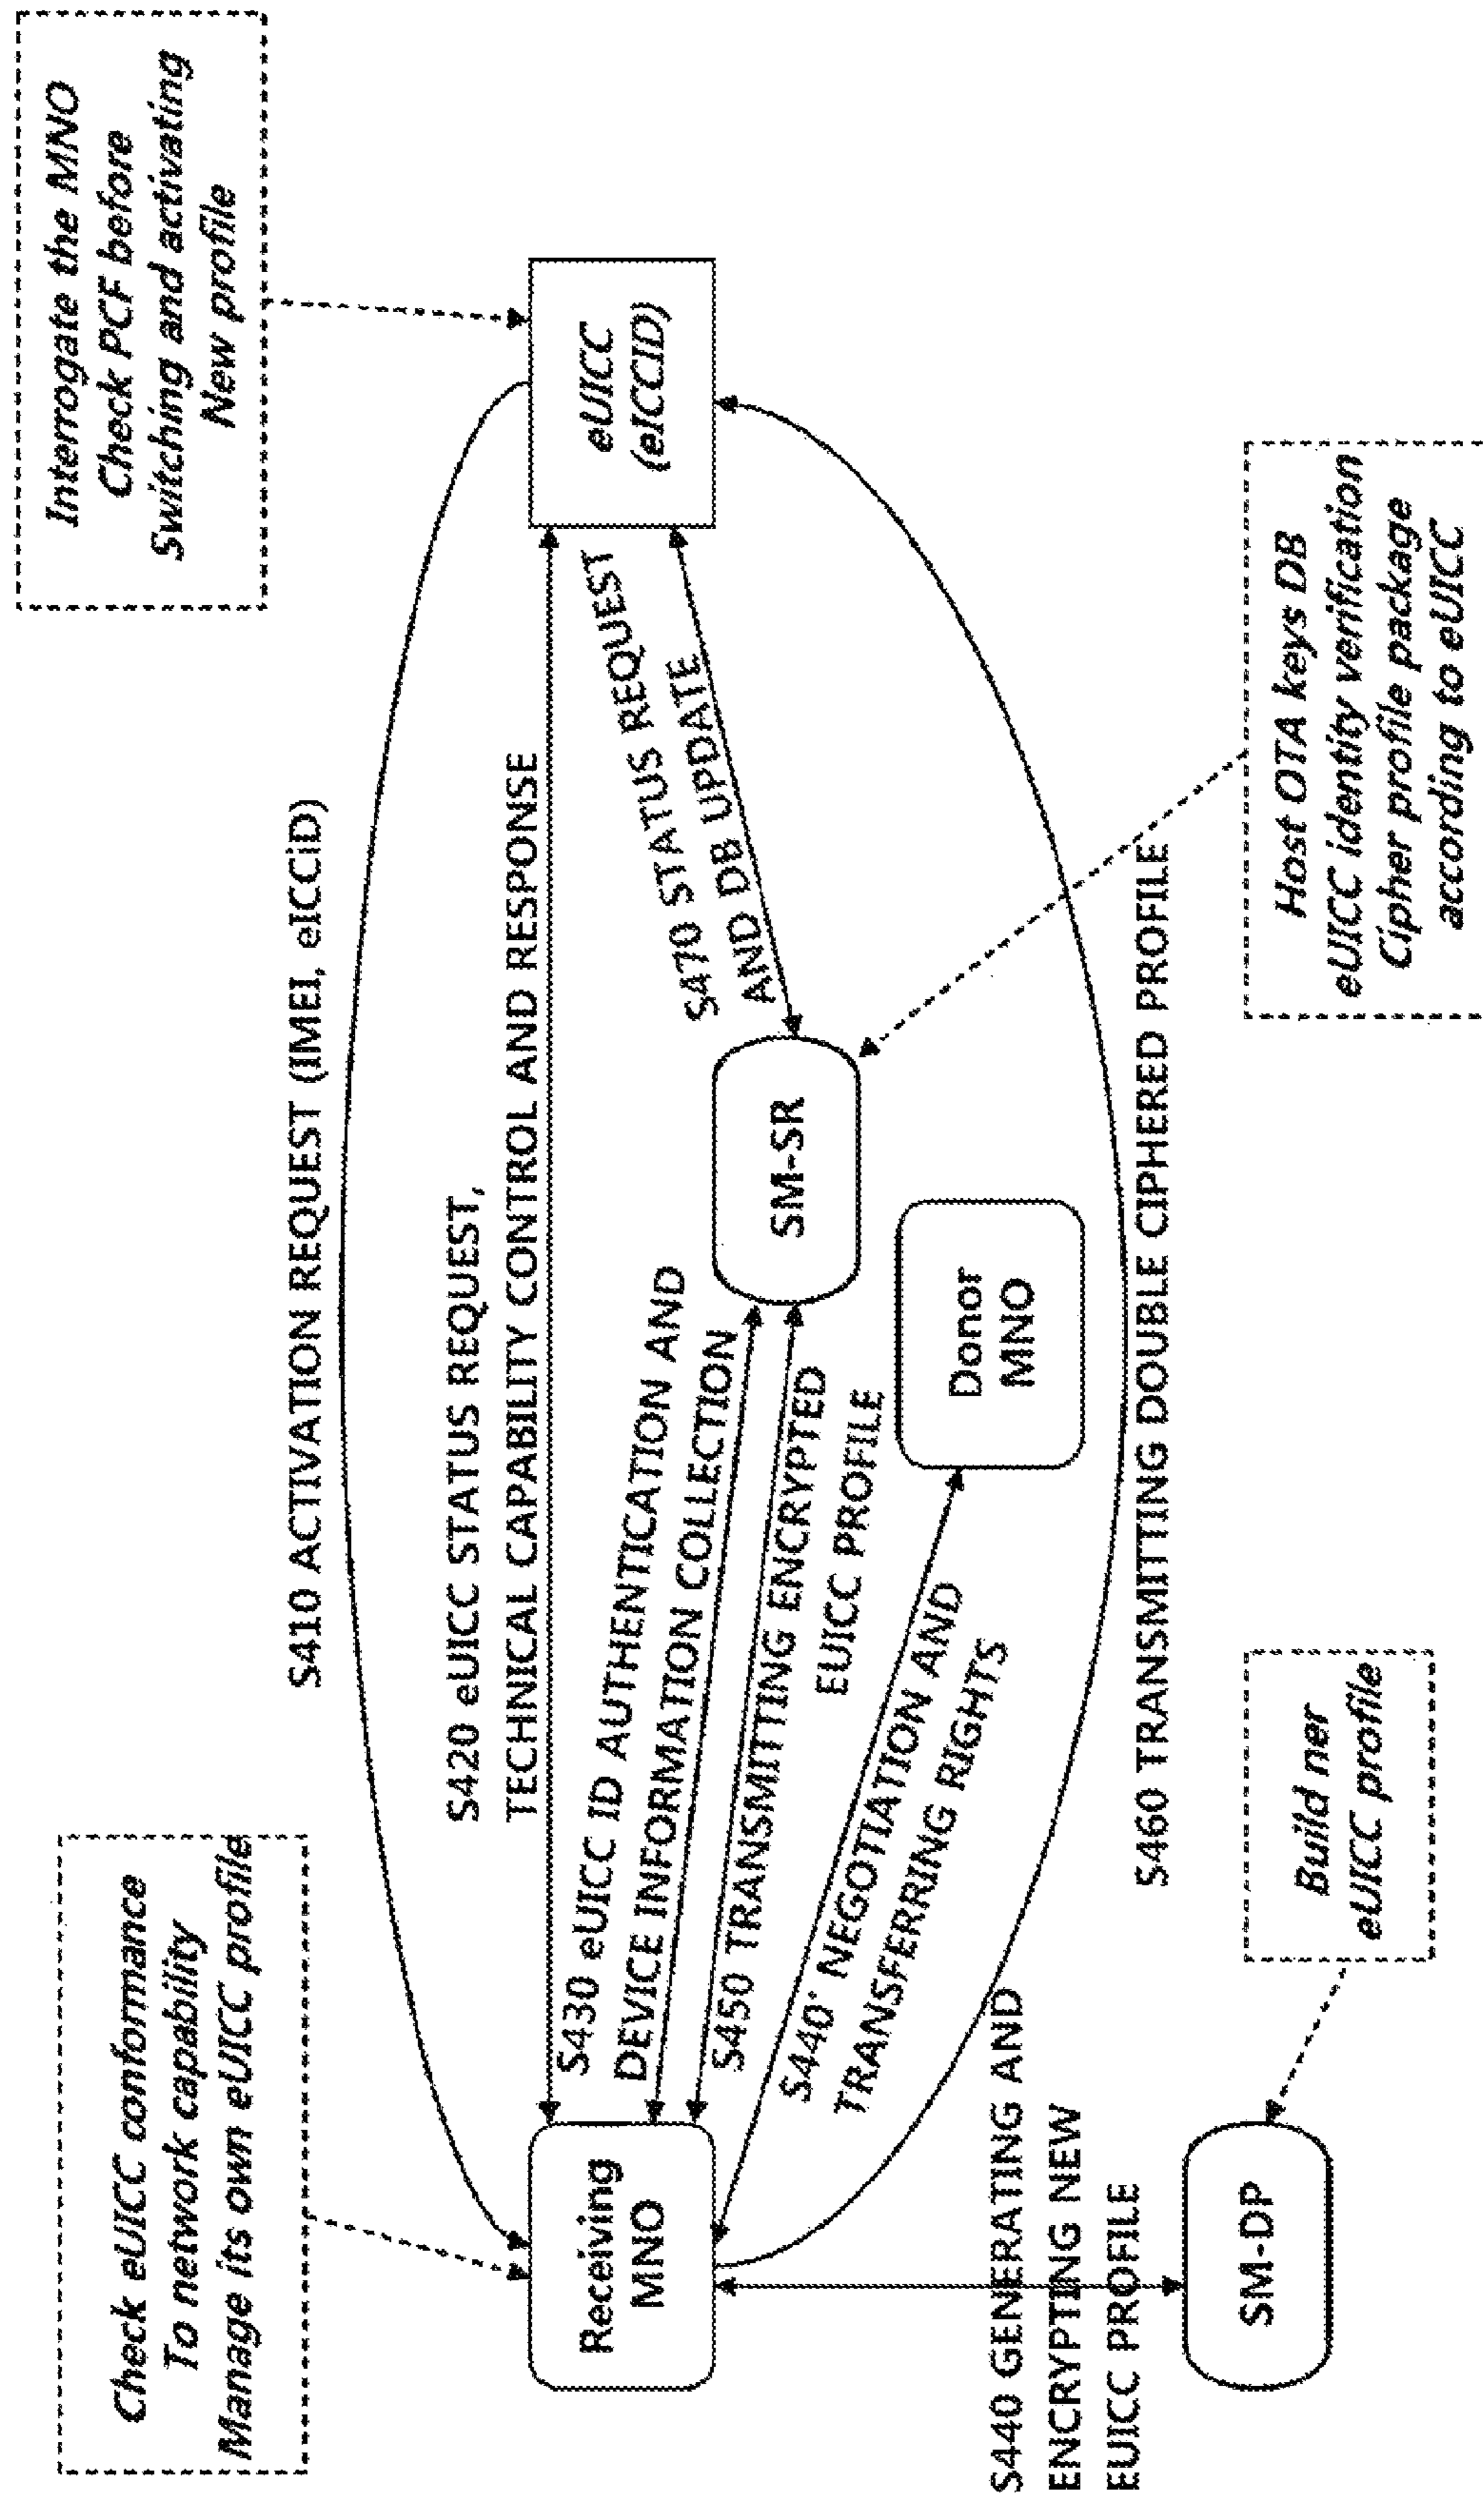 Check eUICC conformance
To network capability
Manage its own eUICC profile
Interrogate the MNO
Check PCF before
Switching and activating
New profile
S410 ACTIVATION REQUEST (IMEI, eICCiD)
S420 eUICC STATUS REQUEST,
TECHNICAL CAPABILITY CONTROL AND RESPONSE
Receiving
MNO
eUICC
(eICCID)
S430 eUICC ID AUTHENTICATION AND
DEVICE INFORMATION COLLECTION
S470 STATUS REQUEST
AND DB UPDATE
SM-SR
S450 TRANSMITTING ENCRYPTED
EUICC PROFILE
S440' NEGOTIATION AND
TRANSFERRING RIGHTS
Donor
MNO
S460 TRANSMITTING DOUBLE CIPHERED PROFILE
S440 GENERATING AND
ENCRYPTING NEW
EUICC PROFILE
SM-DP
Build ner
eUICC profile
Host OTA keys DB
eUICC identity verification
Cipher profile package
according to eUICC